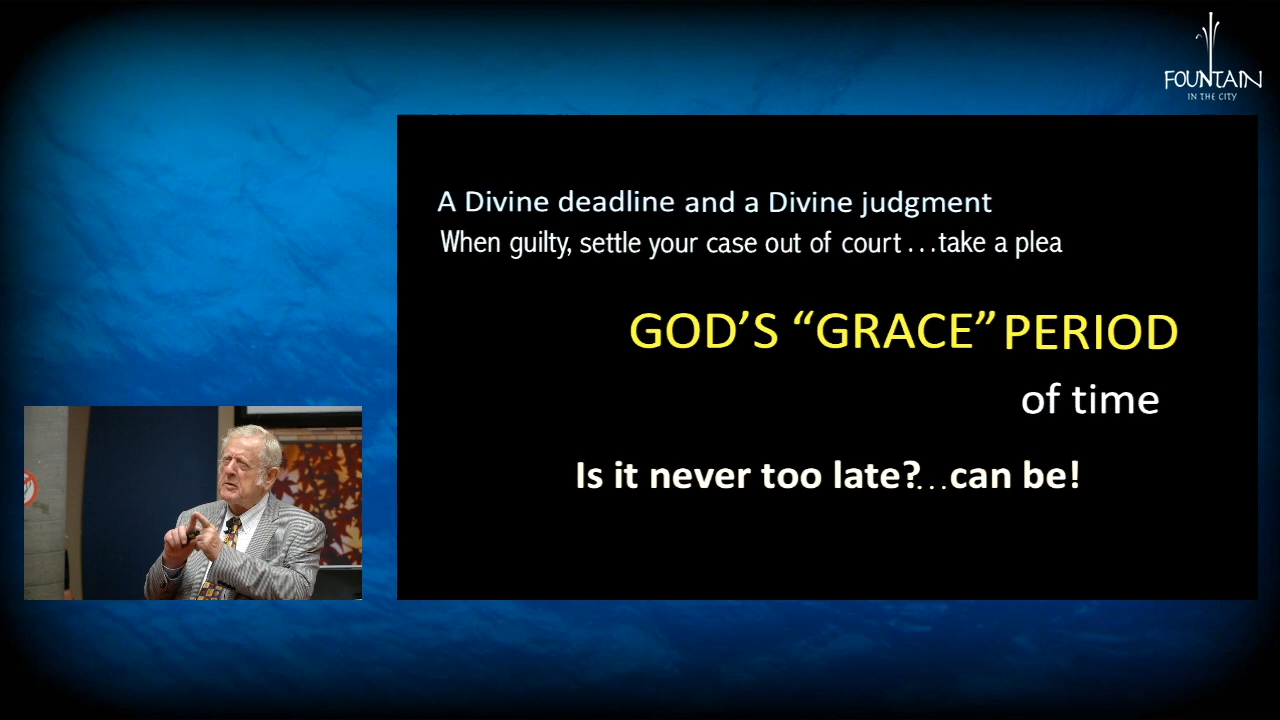 FOUNTAIN
IN THE CITY
A Divine deadline and a Divine judgment
When guilty, settle your case out of court ...take a plea
GOD’S “GRACE” PERIOD
of time
Is it never too late?...can be!